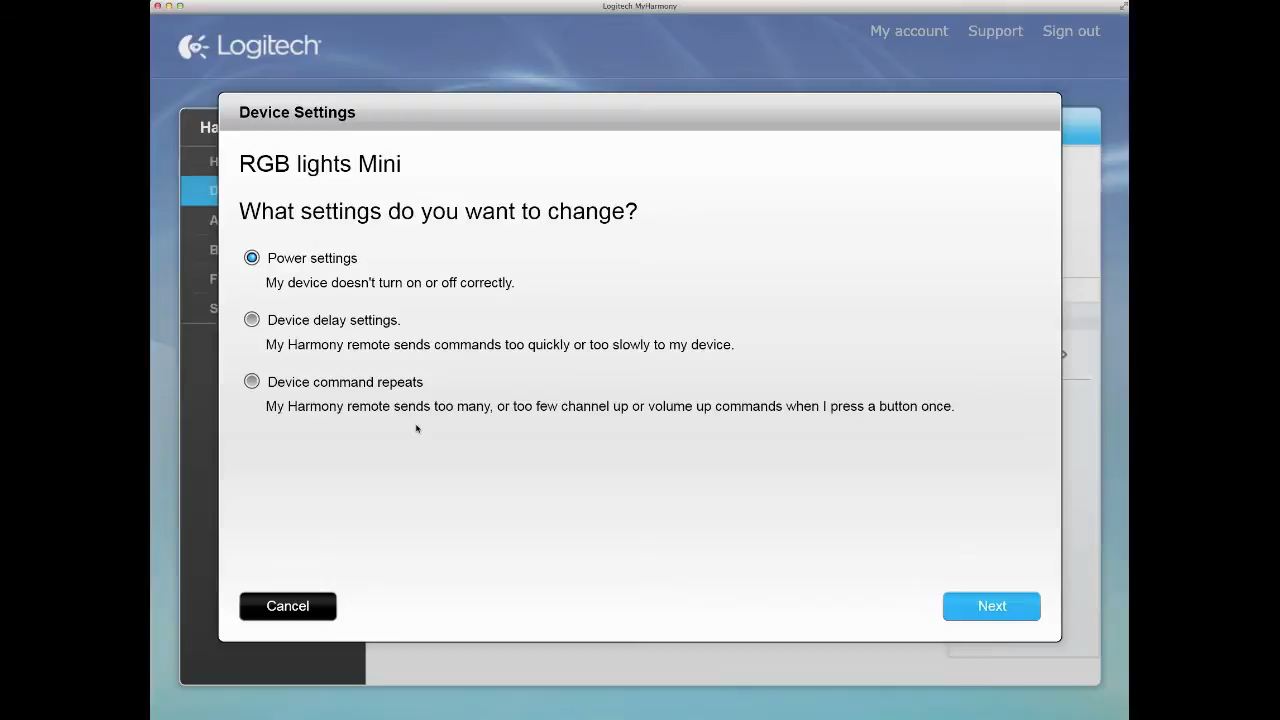 Logitech MyHarmony
Logitech
My account Support Sign out
Ha
Device Settings
RGB lights Mini
What settings do you want to change?
Power settings
My device doesn't turn on or off correctly.
Device delay settings.
My Harmony remote sends commands too quickly or too slowly to my device.
Device command repeats
My Harmony remote sends too many, or too few channel up or volume up commands when I press a button once.
Cancel
Next